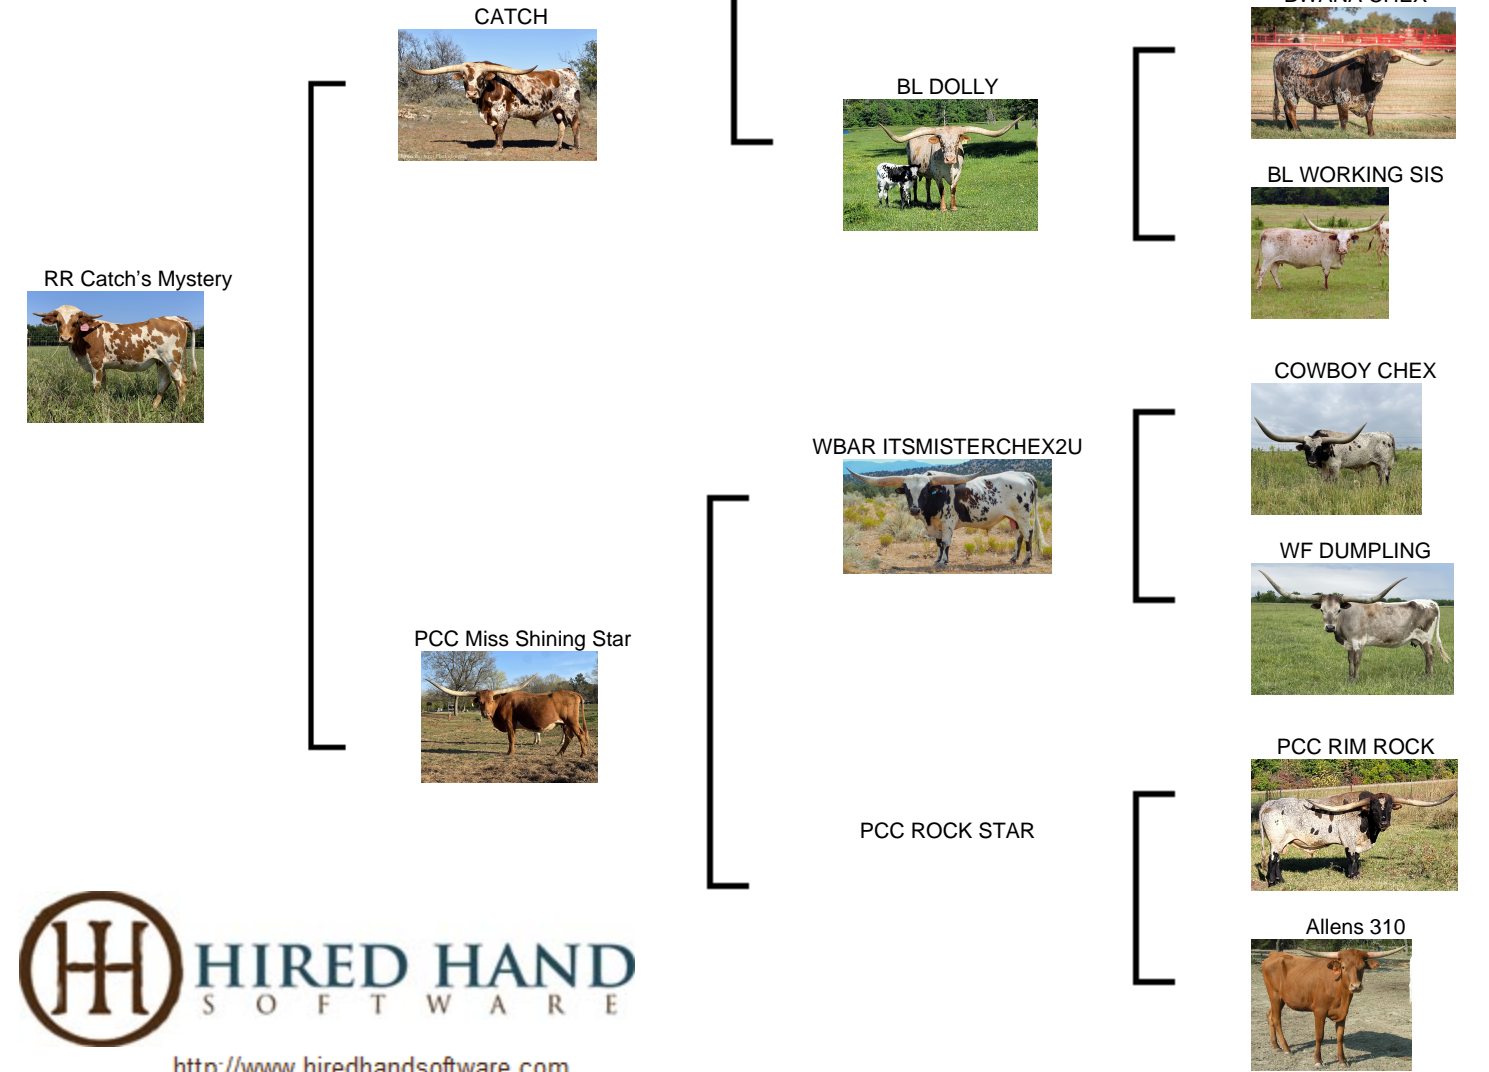 CATCH
BL DOLLY
BL WORKING SIS
RR Catch's Mystery
COWBOY CHEX
WBAR ITSMISTERCHEX2U
WF DUMPLING
PCC Miss Shining Star
PCC RIM ROCK
PCC ROCK STAR
Allens 310
HIRED HAND
SOFTWARE
http://www.hiredhandsoftware.com